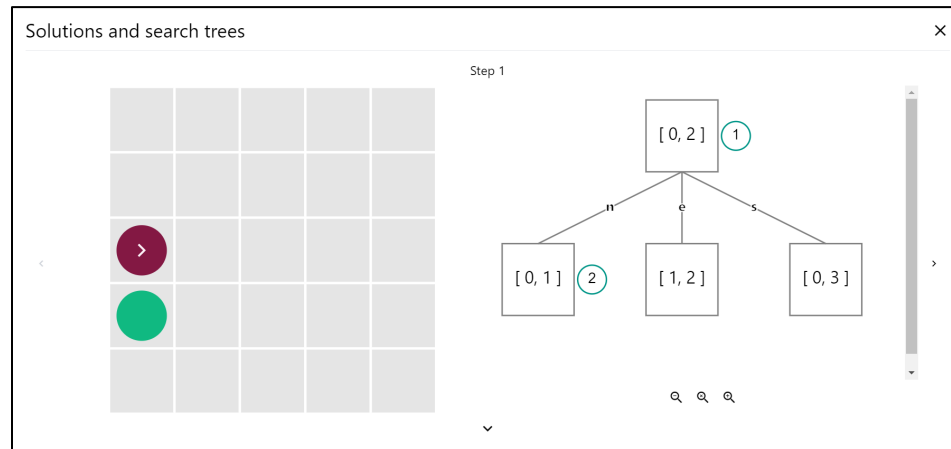 Solutions and search trees
Step 1
[ 0, 2 ] 1
n e s
[ 0, 1 ] 2 [ 1, 2 ] [ 0, 3 ]